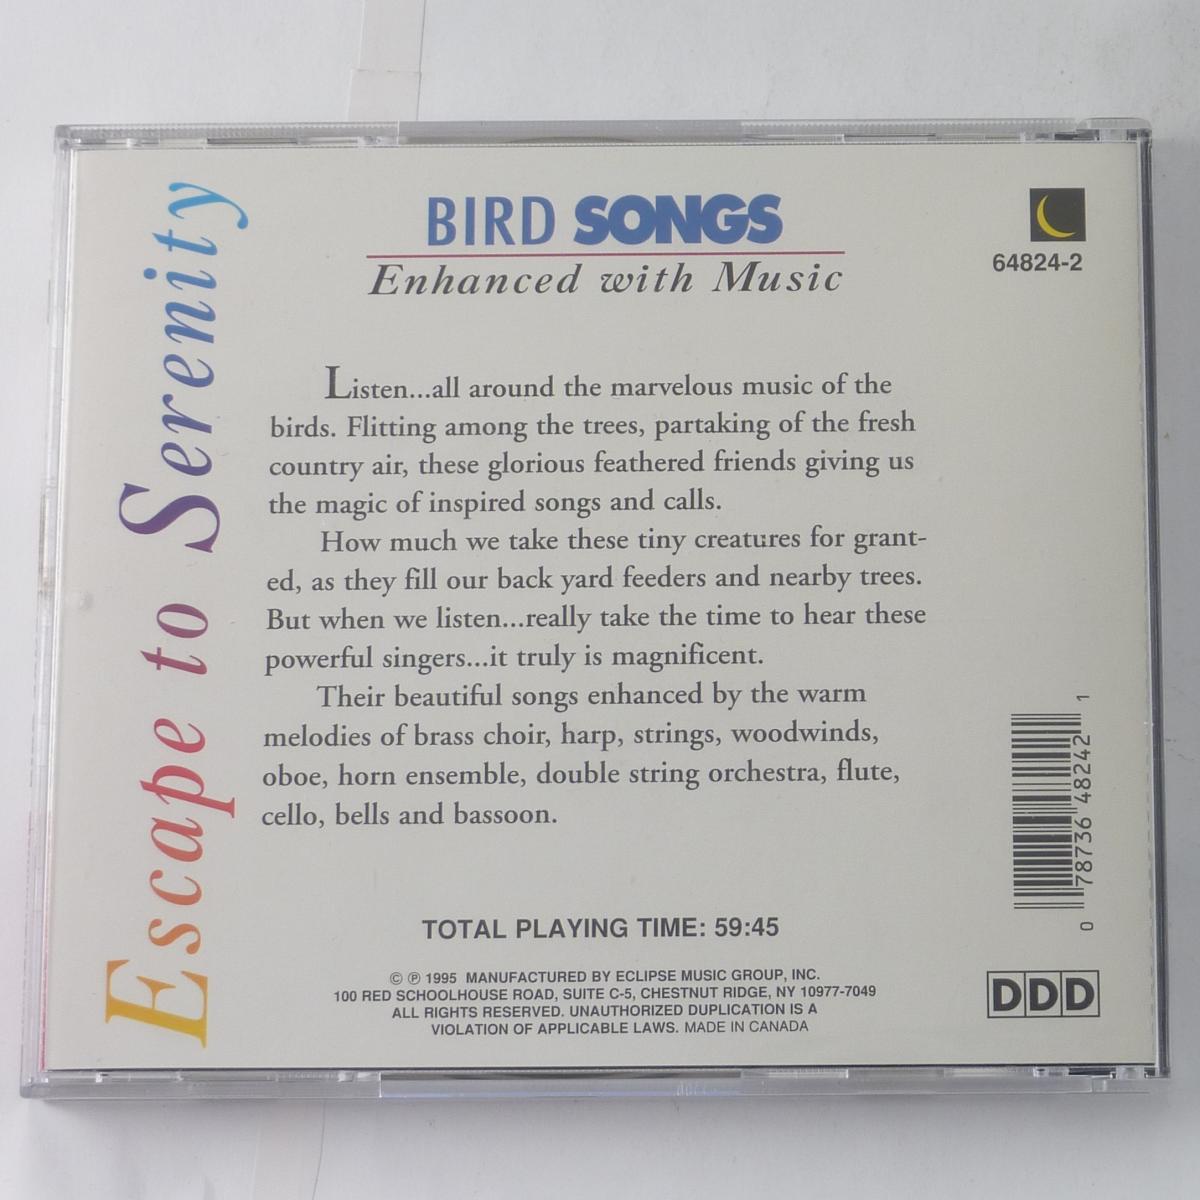 Escape to Serenity
BIRD SONGS
Enhanced with Music
64824-2
Listen...all around the marvelous music of the
birds. Flitting among the trees, partaking of the fresh
country air, these glorious feathered friends giving us
the magic of inspired songs and calls.
How much we take these tiny creatures for grant-
ed, as they fill our back yard feeders and nearby trees.
But when we listen...really take the time to hear these
powerful singers...it truly is magnificent.
Their beautiful songs enhanced by the warm
melodies of brass choir, harp, strings, woodwinds,
oboe, horn ensemble, double string orchestra, flute,
cello, bells and bassoon.
0 78736 48242 1
TOTAL PLAYING TIME: 59:45
© ℗ 1995 MANUFACTURED BY ECLIPSE MUSIC GROUP, INC.
100 RED SCHOOLHOUSE ROAD, SUITE C-5, CHESTNUT RIDGE, NY 10977-7049
ALL RIGHTS RESERVED. UNAUTHORIZED DUPLICATION IS A
VIOLATION OF APPLICABLE LAWS. MADE IN CANADA
DDD